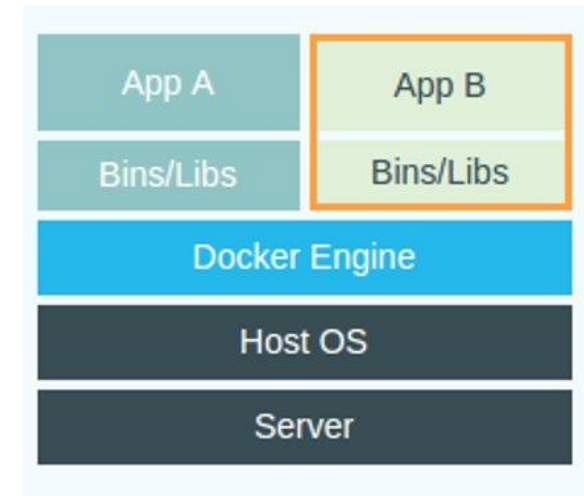 App A
App B
Bins/Libs
Bins/Libs
Docker Engine
Host OS
Server